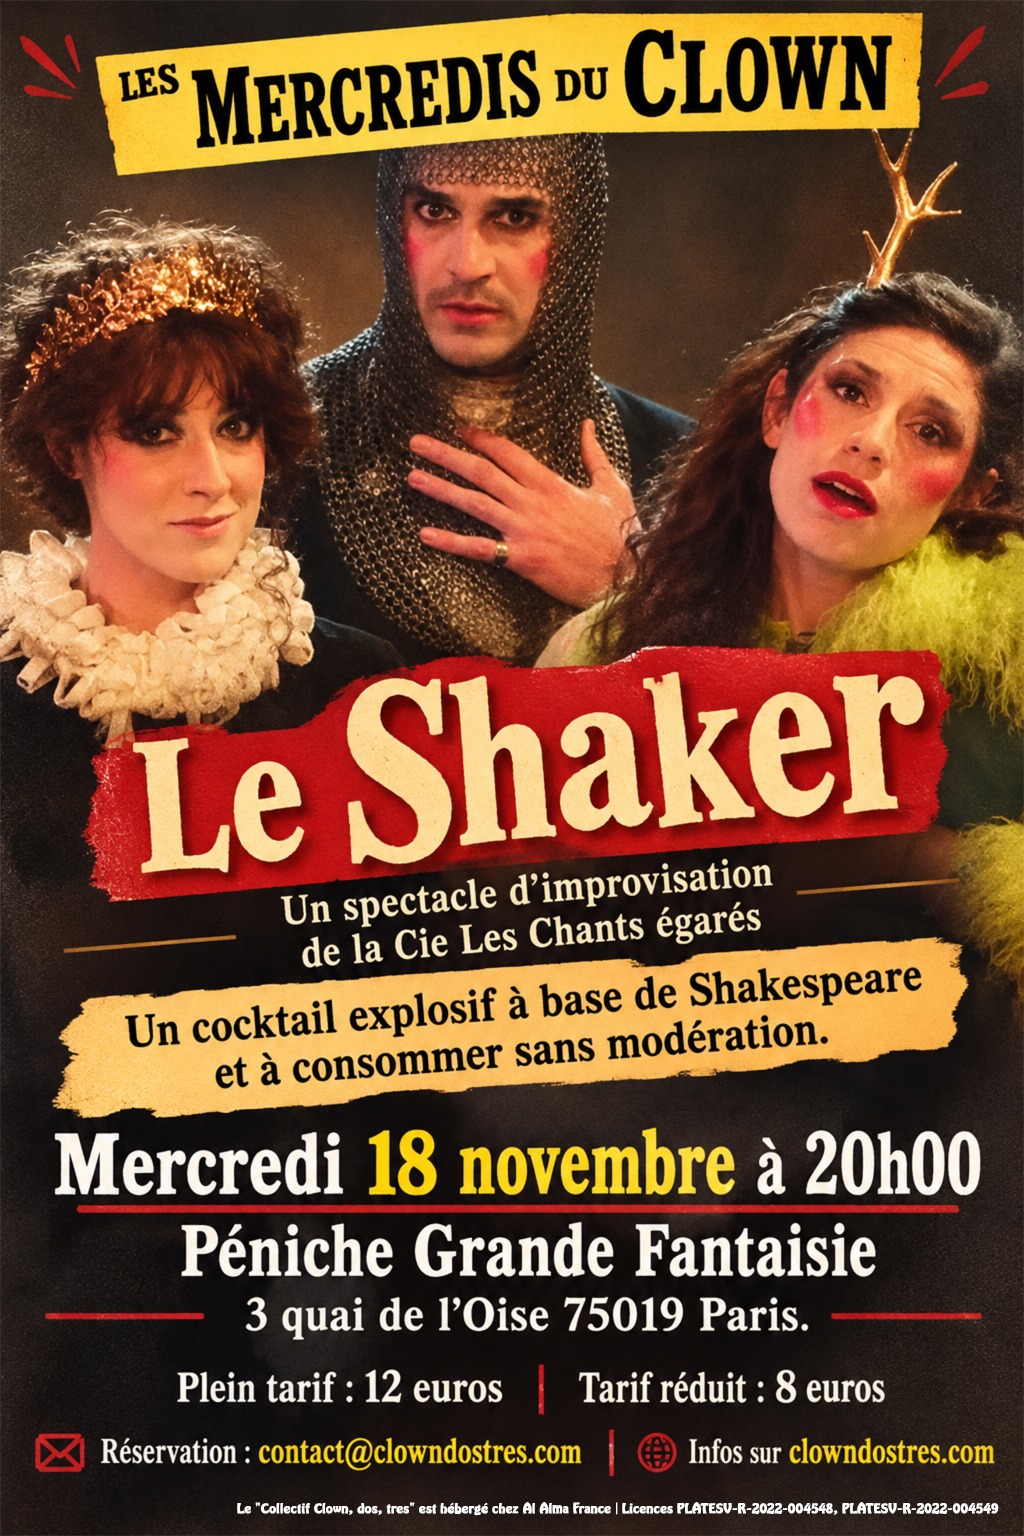 LES MERCREDIS DU CLOWN
Le Shaker
Un spectacle d'improvisation
de la Cie Les Chants égarés
Un cocktail explosif à base de Shakespeare
et à consommer sans modération.
Mercredi 18 novembre à 20h00
Péniche Grande Fantaisie
3 quai de l'Oise 75019 Paris.
Plein tarif : 12 euros | Tarif réduit : 8 euros
Réservation : contact@clowndostres.com | Infos sur clowndostres.com
Le "Collectif Clown, dos, tres" est hébergé chez Al Alma France | Licences PLATESV-R-2022-004548, PLATESV-R-2022-004549